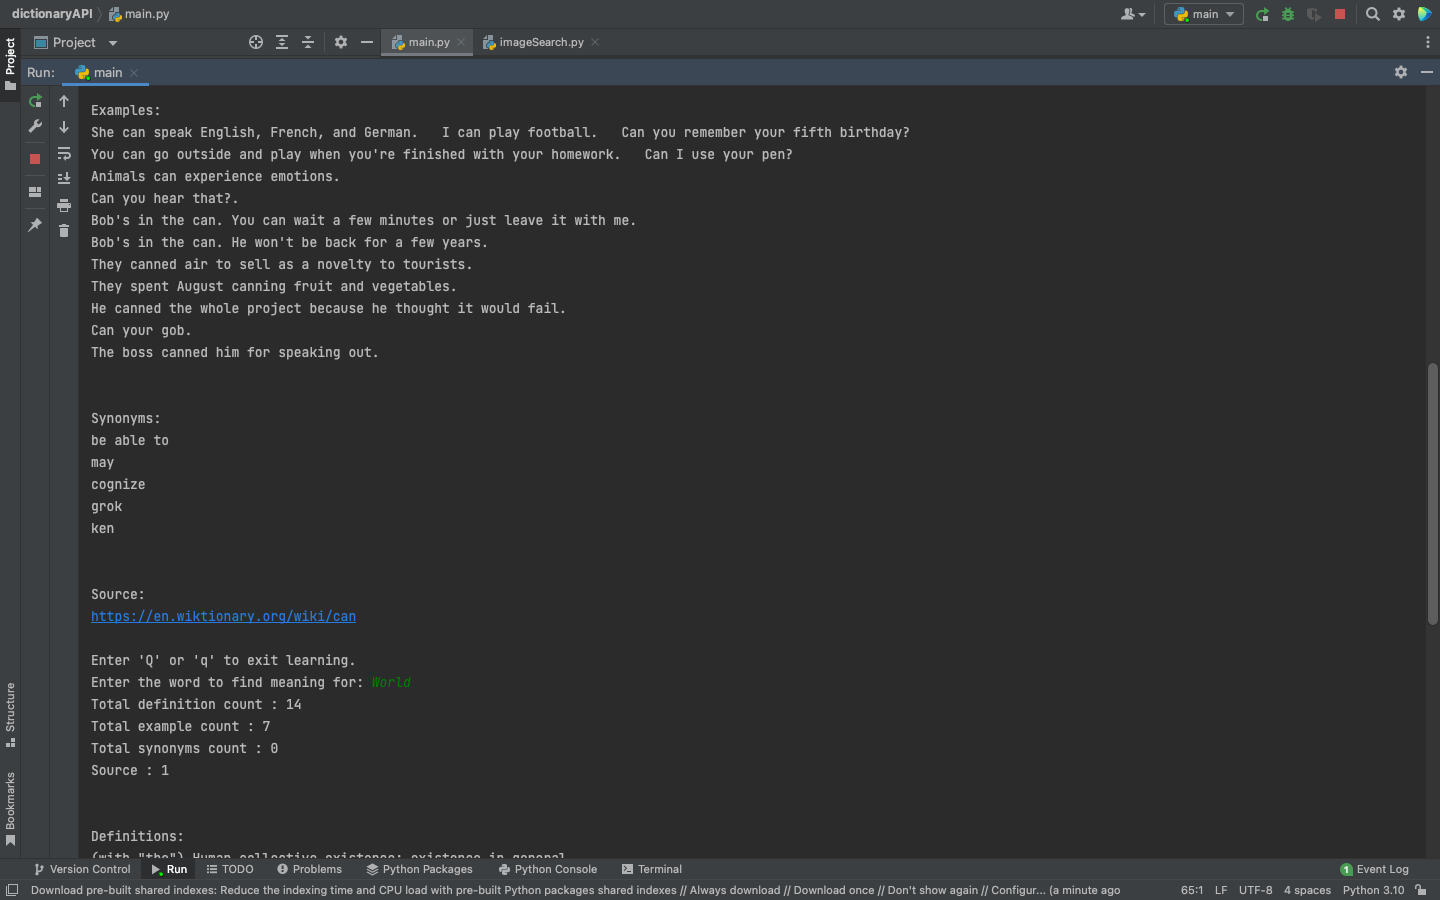 dictionaryAPI main.py main
Project main.py imageSearch.py
Run: main
Project
Examples:
She can speak English, French, and German.   I can play football.   Can you remember your fifth birthday?
You can go outside and play when you're finished with your homework.   Can I use your pen?
Animals can experience emotions.
Can you hear that?.
Bob's in the can. You can wait a few minutes or just leave it with me.
Bob's in the can. He won't be back for a few years.
They canned air to sell as a novelty to tourists.
They spent August canning fruit and vegetables.
He canned the whole project because he thought it would fail.
Can your gob.
The boss canned him for speaking out.
Synonyms:
be able to
may
cognize
grok
ken
Source:
https://en.wiktionary.org/wiki/can
Enter 'Q' or 'q' to exit learning.
Enter the word to find meaning for: World
Total definition count : 14
Total example count : 7
Total synonyms count : 0
Source : 1
Definitions:
(with "the") Human collective existence; existence in general.
Structure
Bookmarks
Version Control Run TODO Problems Python Packages Python Console Terminal 1 Event Log
Download pre-built shared indexes: Reduce the indexing time and CPU load with pre-built Python packages shared indexes // Always download // Download once // Don't show again // Configur... (a minute ago 65:1 LF UTF-8 4 spaces Python 3.10